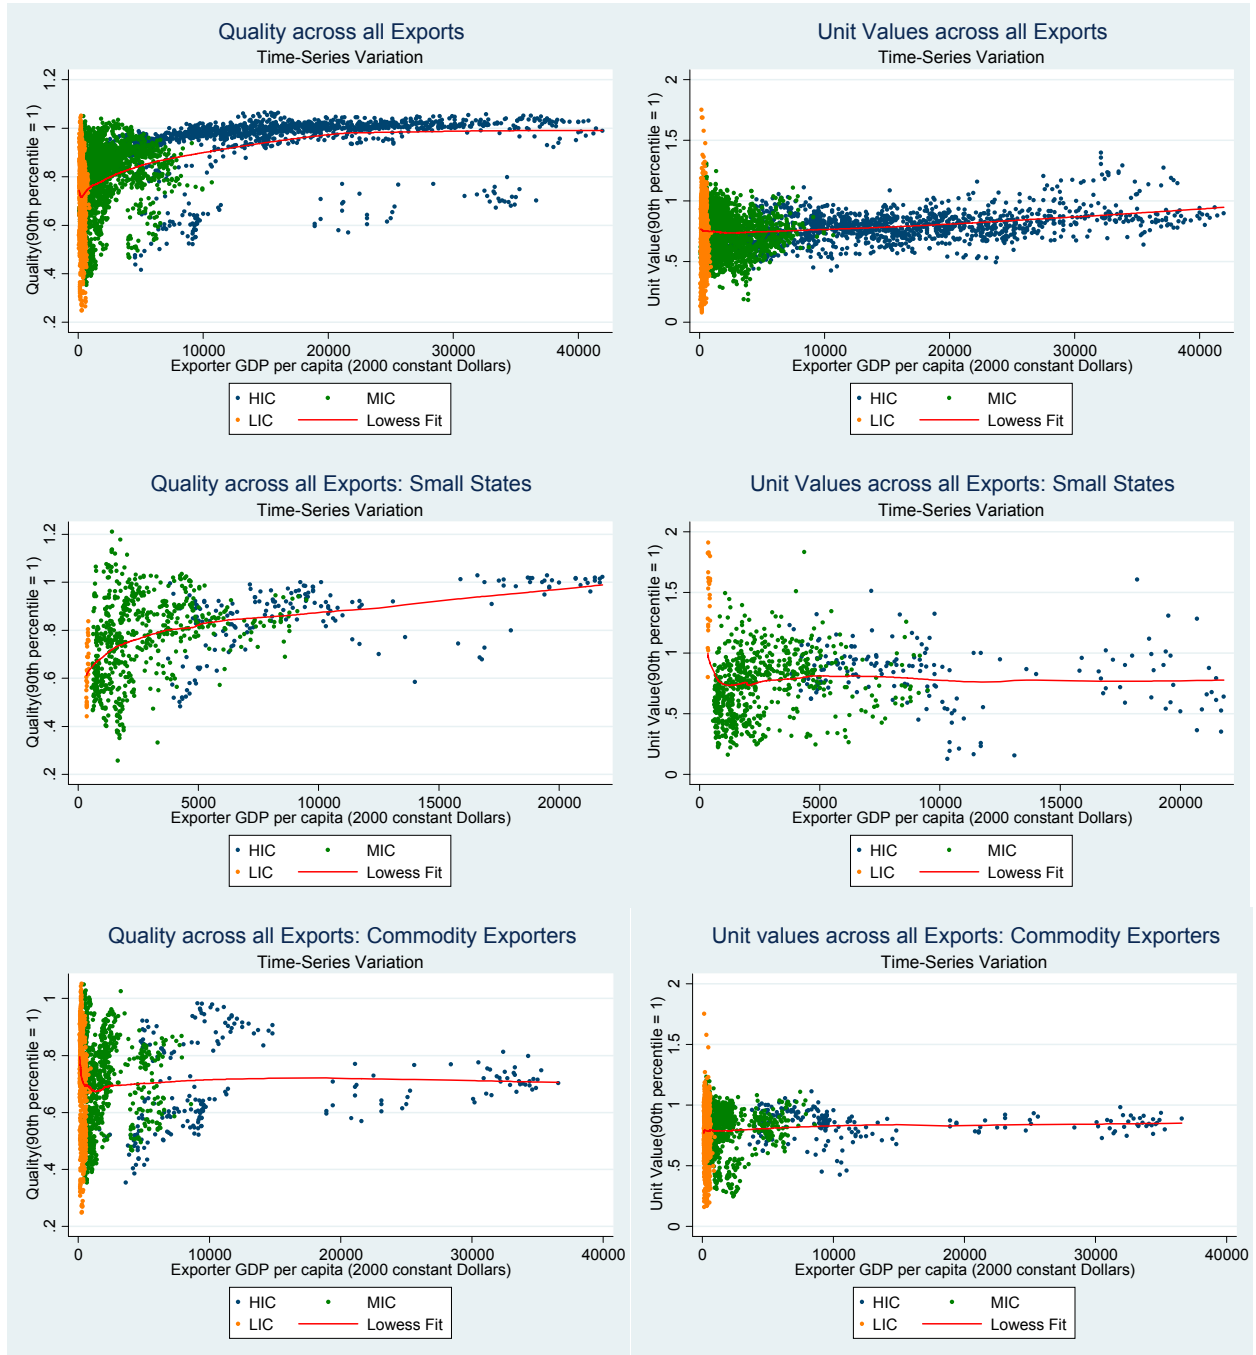 Quality across all Exports
Time-Series Variation
Quality(90th percentile = 1)
1.2
1
.8
.6
.4
.2
0 10000 20000 30000 40000
Exporter GDP per capita (2000 constant Dollars)
HIC MIC
LIC Lowess Fit
Unit Values across all Exports
Time-Series Variation
Unit Value(90th percentile = 1)
2
1.5
1
.5
0
0 10000 20000 30000 40000
Exporter GDP per capita (2000 constant Dollars)
HIC MIC
LIC Lowess Fit
Quality across all Exports: Small States
Time-Series Variation
Quality(90th percentile = 1)
1.2
1
.8
.6
.4
.2
0 5000 10000 15000 20000
Exporter GDP per capita (2000 constant Dollars)
HIC MIC
LIC Lowess Fit
Unit Values across all Exports: Small States
Time-Series Variation
Unit Value(90th percentile = 1)
2
1.5
1
.5
0
0 5000 10000 15000 20000
Exporter GDP per capita (2000 constant Dollars)
HIC MIC
LIC Lowess Fit
Quality across all Exports: Commodity Exporters
Time-Series Variation
Quality(90th percentile = 1)
1
.8
.6
.4
.2
0 10000 20000 30000 40000
Exporter GDP per capita (2000 constant Dollars)
HIC MIC
LIC Lowess Fit
Unit values across all Exports: Commodity Exporters
Time-Series Variation
Unit Value(90th percentile = 1)
2
1.5
1
.5
0
0 10000 20000 30000 40000
Exporter GDP per capita (2000 constant Dollars)
HIC MIC
LIC Lowess Fit